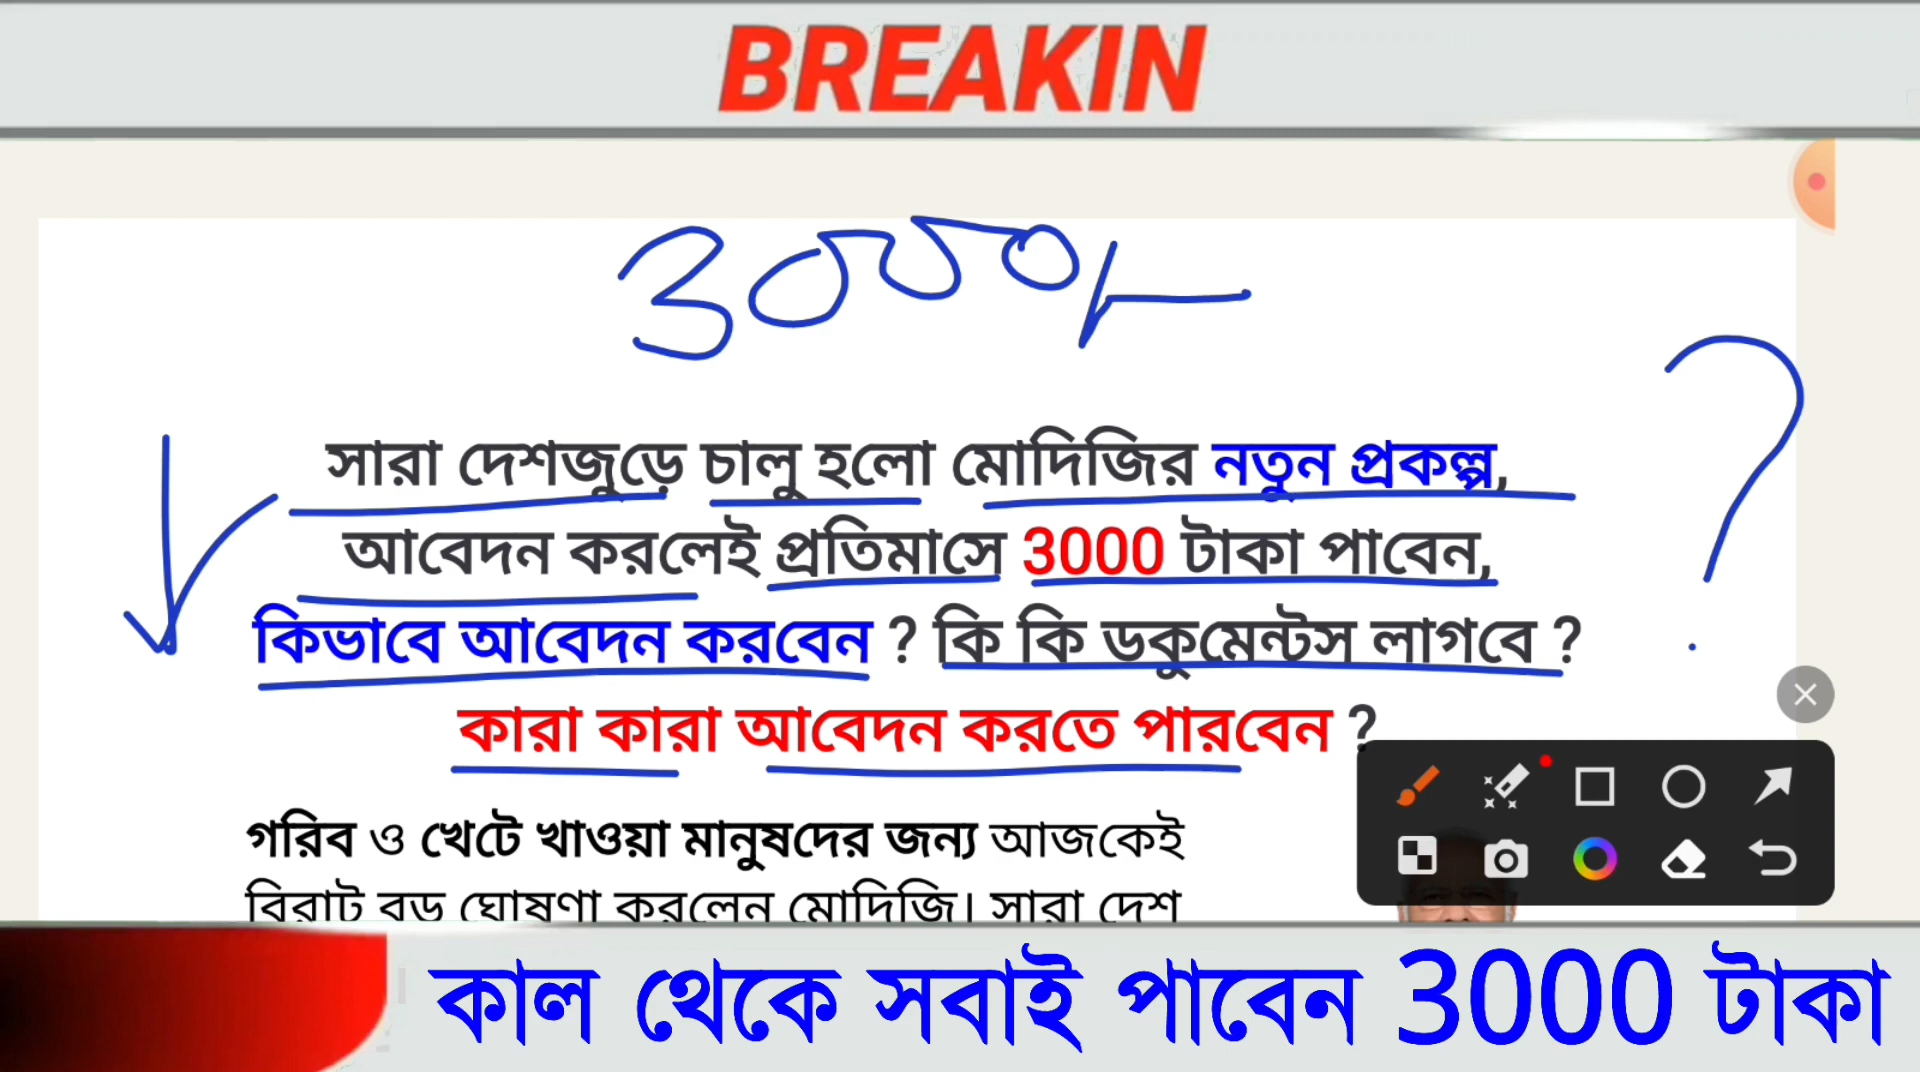 BREAKIN
3000/-
সারা দেশজুড়ে চালু হলো মোদিজির নতুন প্রকল্প,
আবেদন করলেই প্রতিমাসে 3000 টাকা পাবেন,
কিভাবে আবেদন করবেন ? কি কি ডকুমেন্টস লাগবে ?
কারা কারা আবেদন করতে পারবেন ?
গরিব ও খেটে খাওয়া মানুষদের জন্য আজকেই
বিরাট বড় ঘোষণা করলেন মোদিজি। সারা দেশ
কাল থেকে সবাই পাবেন 3000 টাকা